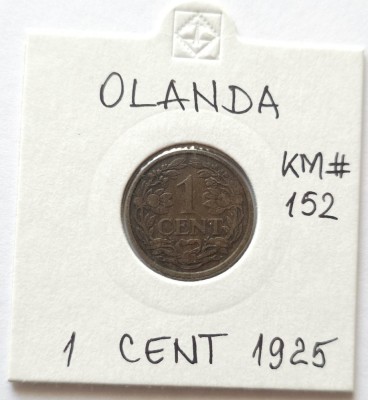 OLANDA
KM#
152
1
CENT
1 CENT 1925